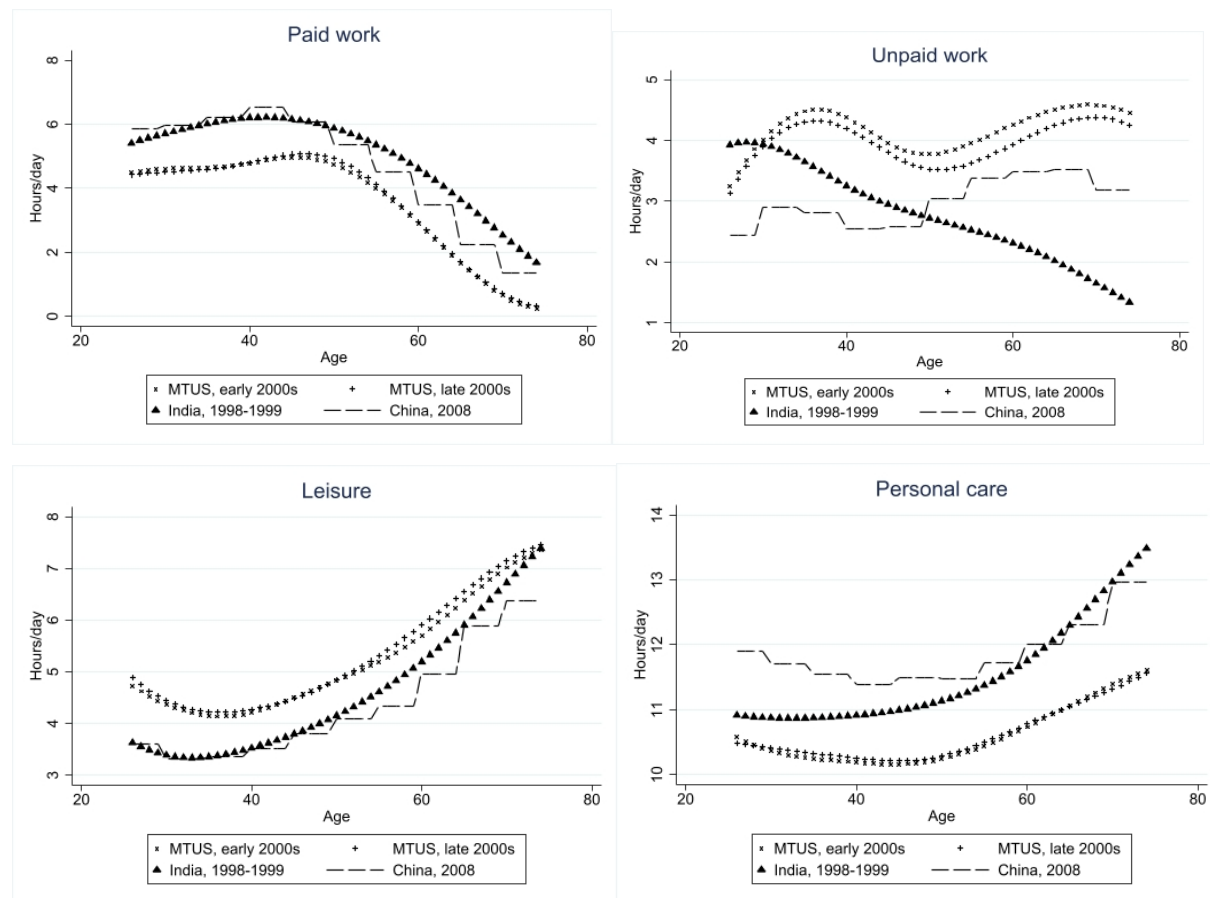 Paid work
8
6
4
2
0
Hours/day
20 40 60 80
Age
MTUS, early 2000s MTUS, late 2000s
India, 1998-1999 China, 2008
Unpaid work
5
4
3
2
1
Hours/day
20 40 60 80
Age
MTUS, early 2000s MTUS, late 2000s
India, 1998-1999 China, 2008
Leisure
8
7
6
5
4
3
Hours/day
20 40 60 80
Age
MTUS, early 2000s MTUS, late 2000s
India, 1998-1999 China, 2008
Personal care
14
13
12
11
10
Hours/day
20 40 60 80
Age
MTUS, early 2000s MTUS, late 2000s
India, 1998-1999 China, 2008